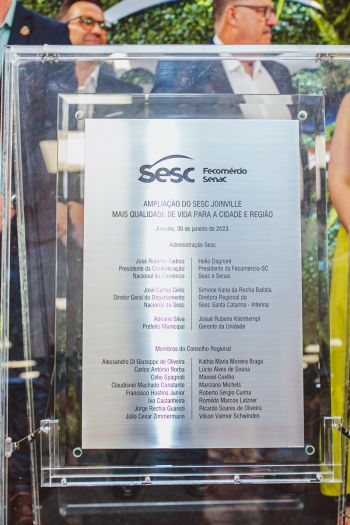 Sesc
Fecomércio
Senac
AMPLIAÇÃO DO SESC JOINVILLE
MAIS QUALIDADE DE VIDA PARA A CIDADE E REGIÃO
Joinville, 30 de janeiro de 2023.
Administração Sesc
José Roberto Tadros
Presidente da Confederação
Nacional do Comércio
Helio Dagnoni
Presidente da Fecomércio-SC
Sesc e Senac
José Carlos Cirilo
Diretor Geral do Departamento
Nacional do Sesc
Simone Karla da Rocha Batista
Diretora Regional do
Sesc Santa Catarina - Interina
Adriano Silva
Prefeito Municipal
Josué Rubens Kleinhempl
Gerente da Unidade
Membros do Conselho Regional
Alessandro Di Giuseppe de Oliveira
Carlos Antônio Borba
Célio Spagnoli
Claudisnei Machado Constante
Francisco Hostins Junior
Ivo Castanheira
Jorge Rechia Guarezi
Julio Cesar Zimmermann
Kathia Maria Moreira Braga
Lúcio Alves de Sousa
Manuel Coelho
Marciano Michels
Roberto Sérgio Cunha
Romildo Marcos Letzner
Ricardo Soares de Oliveira
Vilson Valmor Schwinden